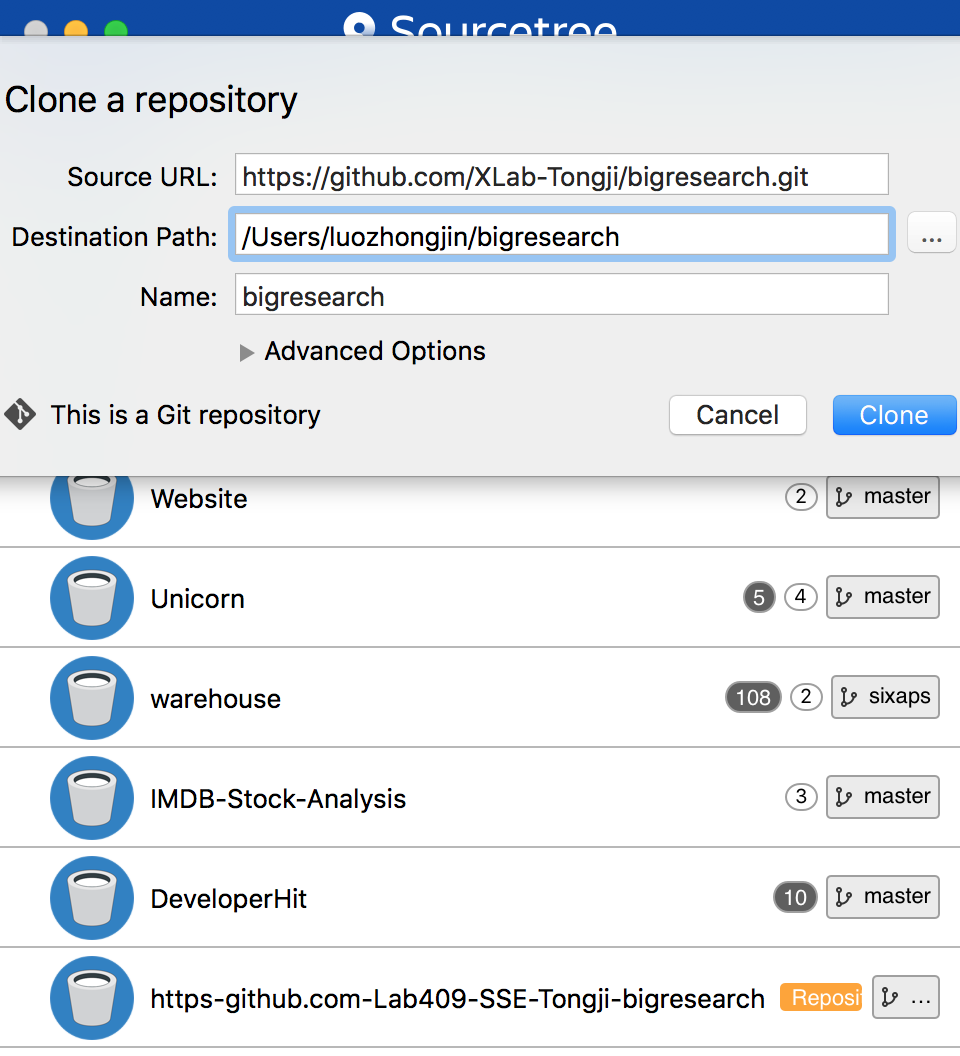 Sourcetree
Clone a repository
Source URL: https://github.com/XLab-Tongji/bigresearch.git
Destination Path: /Users/luozhongjin/bigresearch ...
Name: bigresearch
Advanced Options
This is a Git repository Cancel Clone
Website 2 master
Unicorn 5 4 master
warehouse 108 2 sixaps
IMDB-Stock-Analysis 3 master
DeveloperHit 10 master
https-github.com-Lab409-SSE-Tongji-bigresearch Reposi ...